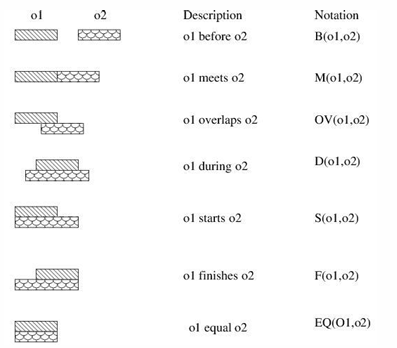 o1 o2 Description Notation
o1 before o2 B(o1,o2)
o1 meets o2 M(o1,o2)
o1 overlaps o2 OV(o1,o2)
o1 during o2 D(o1,o2)
o1 starts o2 S(o1,o2)
o1 finishes o2 F(o1,o2)
o1 equal o2 EQ(O1,o2)